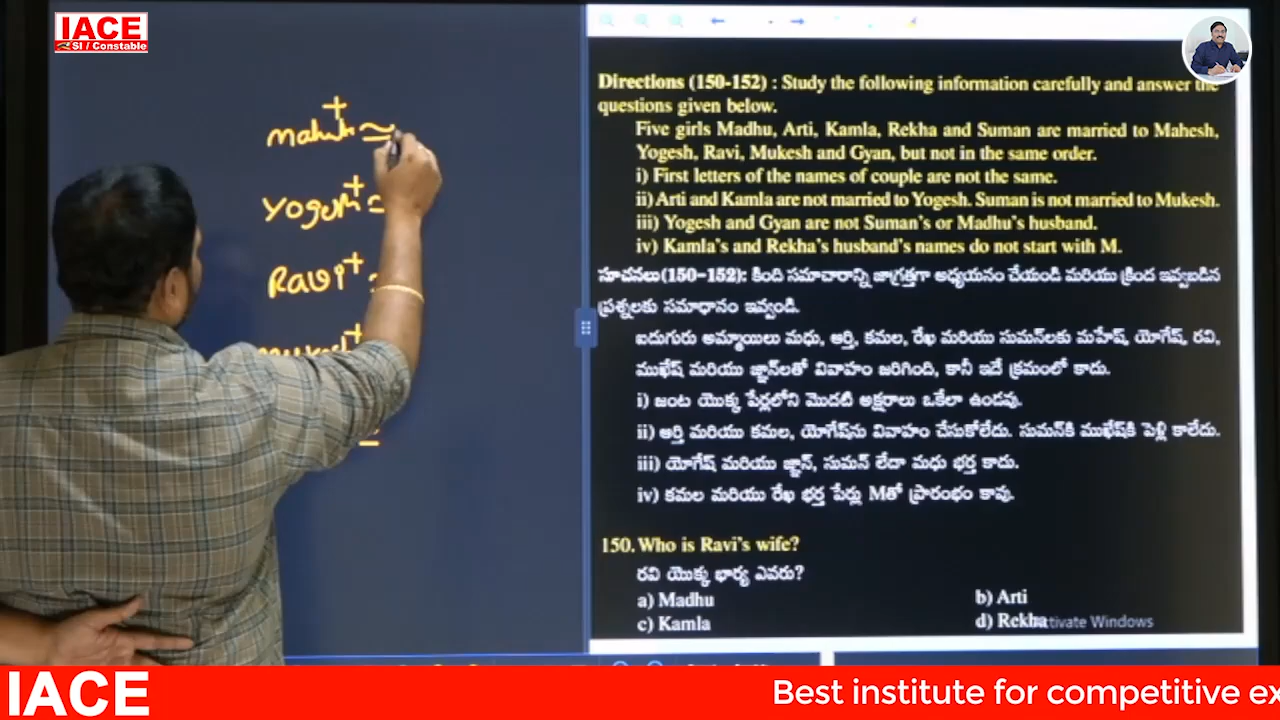 IACE
SI / Constable
Mahesh +
Yogesh +
Ravi +
Directions (150-152) : Study the following information carefully and answer the
questions given below.
Five girls Madhu, Arti, Kamla, Rekha and Suman are married to Mahesh,
Yogesh, Ravi, Mukesh and Gyan, but not in the same order.
i) First letters of the names of couple are not the same.
ii) Arti and Kamla are not married to Yogesh. Suman is not married to Mukesh.
iii) Yogesh and Gyan are not Suman's or Madhu's husband.
iv) Kamla's and Rekha's husband's names do not start with M.
సూచనలు(150-152): కింది సమాచారాన్ని జాగ్రత్తగా అధ్యయనం చేయండి మరియు క్రింద ఇవ్వబడిన
ప్రశ్నలకు సమాధానం ఇవ్వండి.
ఐదుగురు అమ్మాయిలు మధు, ఆర్తి, కమల, రేఖ మరియు సుమన్‌లకు మహేష్, యోగేష్, రవి,
ముఖేష్ మరియు జ్ఞాన్‌లతో వివాహం జరిగింది, కానీ ఇదే క్రమంలో కాదు.
i) జంట యొక్క పేర్లలోని మొదటి అక్షరాలు ఒకేలా ఉండవు.
ii) ఆర్తి మరియు కమల, యోగేష్‌ను వివాహం చేసుకోలేదు. సుమన్‌కి ముఖేష్‌కి పెళ్లి కాలేదు.
iii) యోగేష్ మరియు జ్ఞాన్, సుమన్ లేదా మధు భర్త కాదు.
iv) కమల మరియు రేఖ భర్త పేర్లు Mతో ప్రారంభం కావు.
150. Who is Ravi's wife?
రవి యొక్క భార్య ఎవరు?
a) Madhu b) Arti
c) Kamla d) Rekha
Activate Windows
IACE Best institute for competitive ex